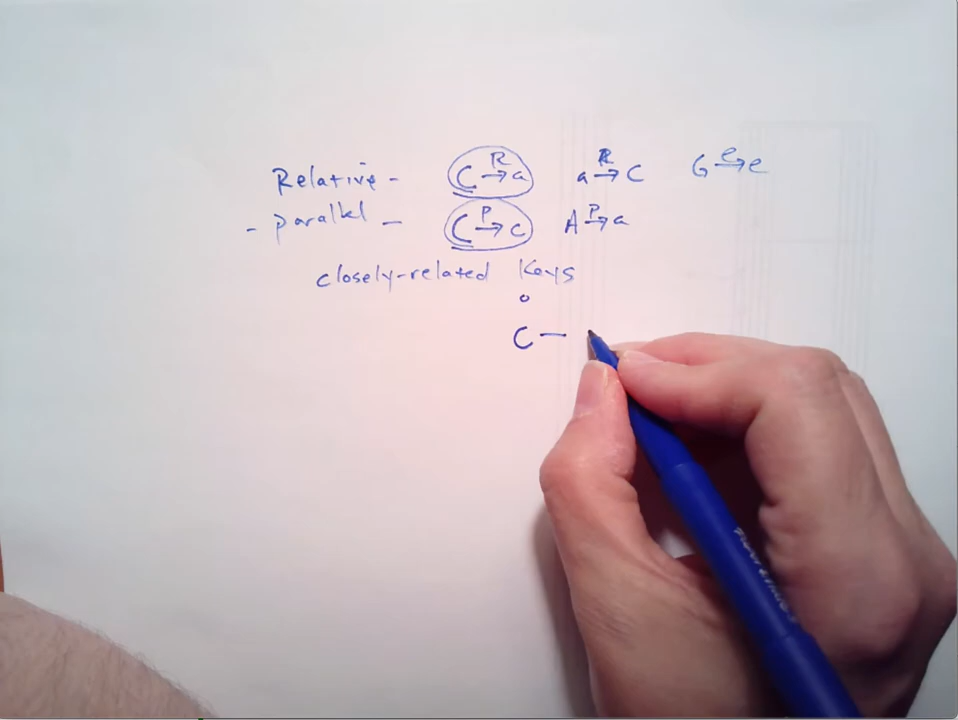 Relative - C R→ a a R→ C G e→ e
- parallel - C P→ c A P→ a
closely-related Keys
o
C —